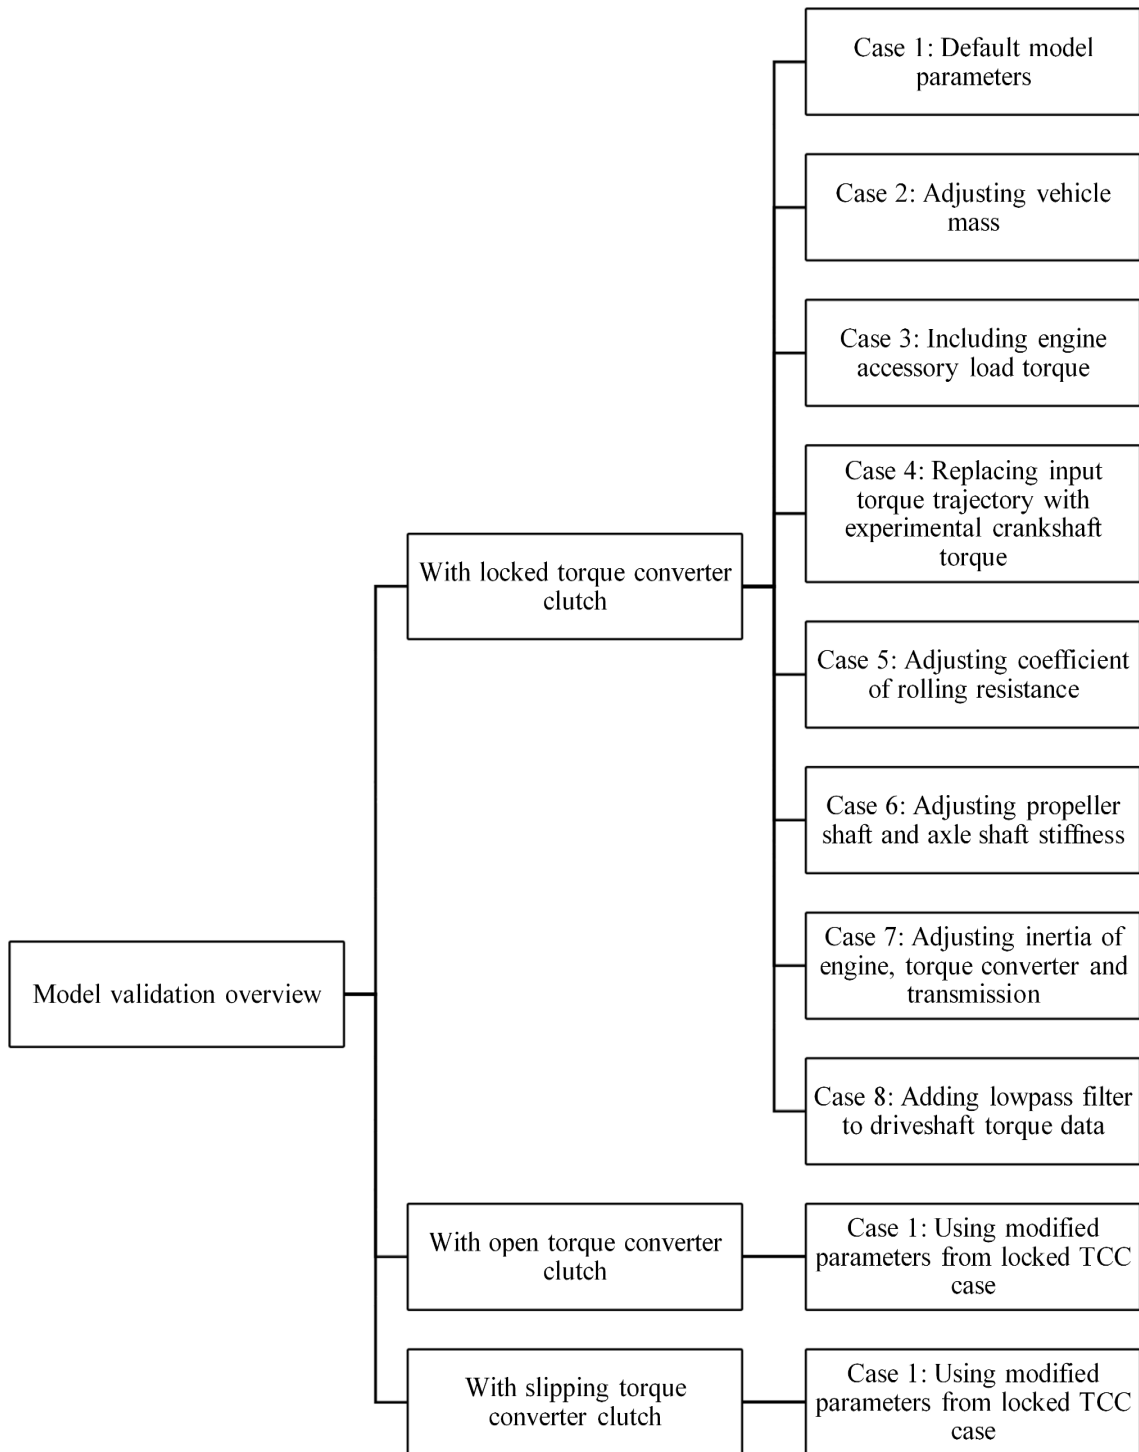 Case 1: Default model
parameters
Case 2: Adjusting vehicle
mass
Case 3: Including engine
accessory load torque
Case 4: Replacing input
torque trajectory with
experimental crankshaft
torque
With locked torque converter
clutch
Case 5: Adjusting coefficient
of rolling resistance
Case 6: Adjusting propeller
shaft and axle shaft stiffness
Model validation overview
Case 7: Adjusting inertia of
engine, torque converter and
transmission
Case 8: Adding lowpass filter
to driveshaft torque data
With open torque converter
clutch
Case 1: Using modified
parameters from locked TCC
case
With slipping torque
converter clutch
Case 1: Using modified
parameters from locked TCC
case